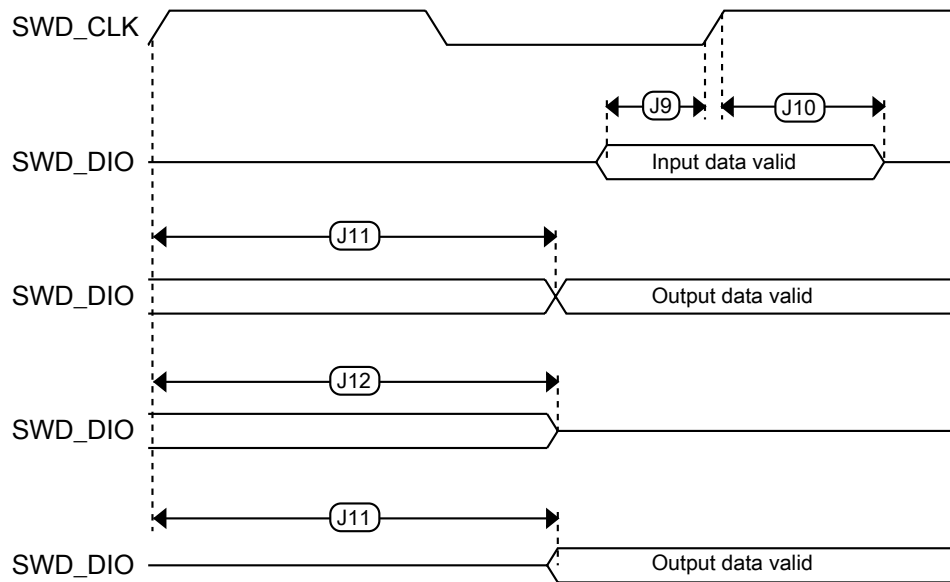 SWD_CLK
J9
J10
SWD_DIO
Input data valid
J11
SWD_DIO
Output data valid
J12
SWD_DIO
J11
SWD_DIO
Output data valid